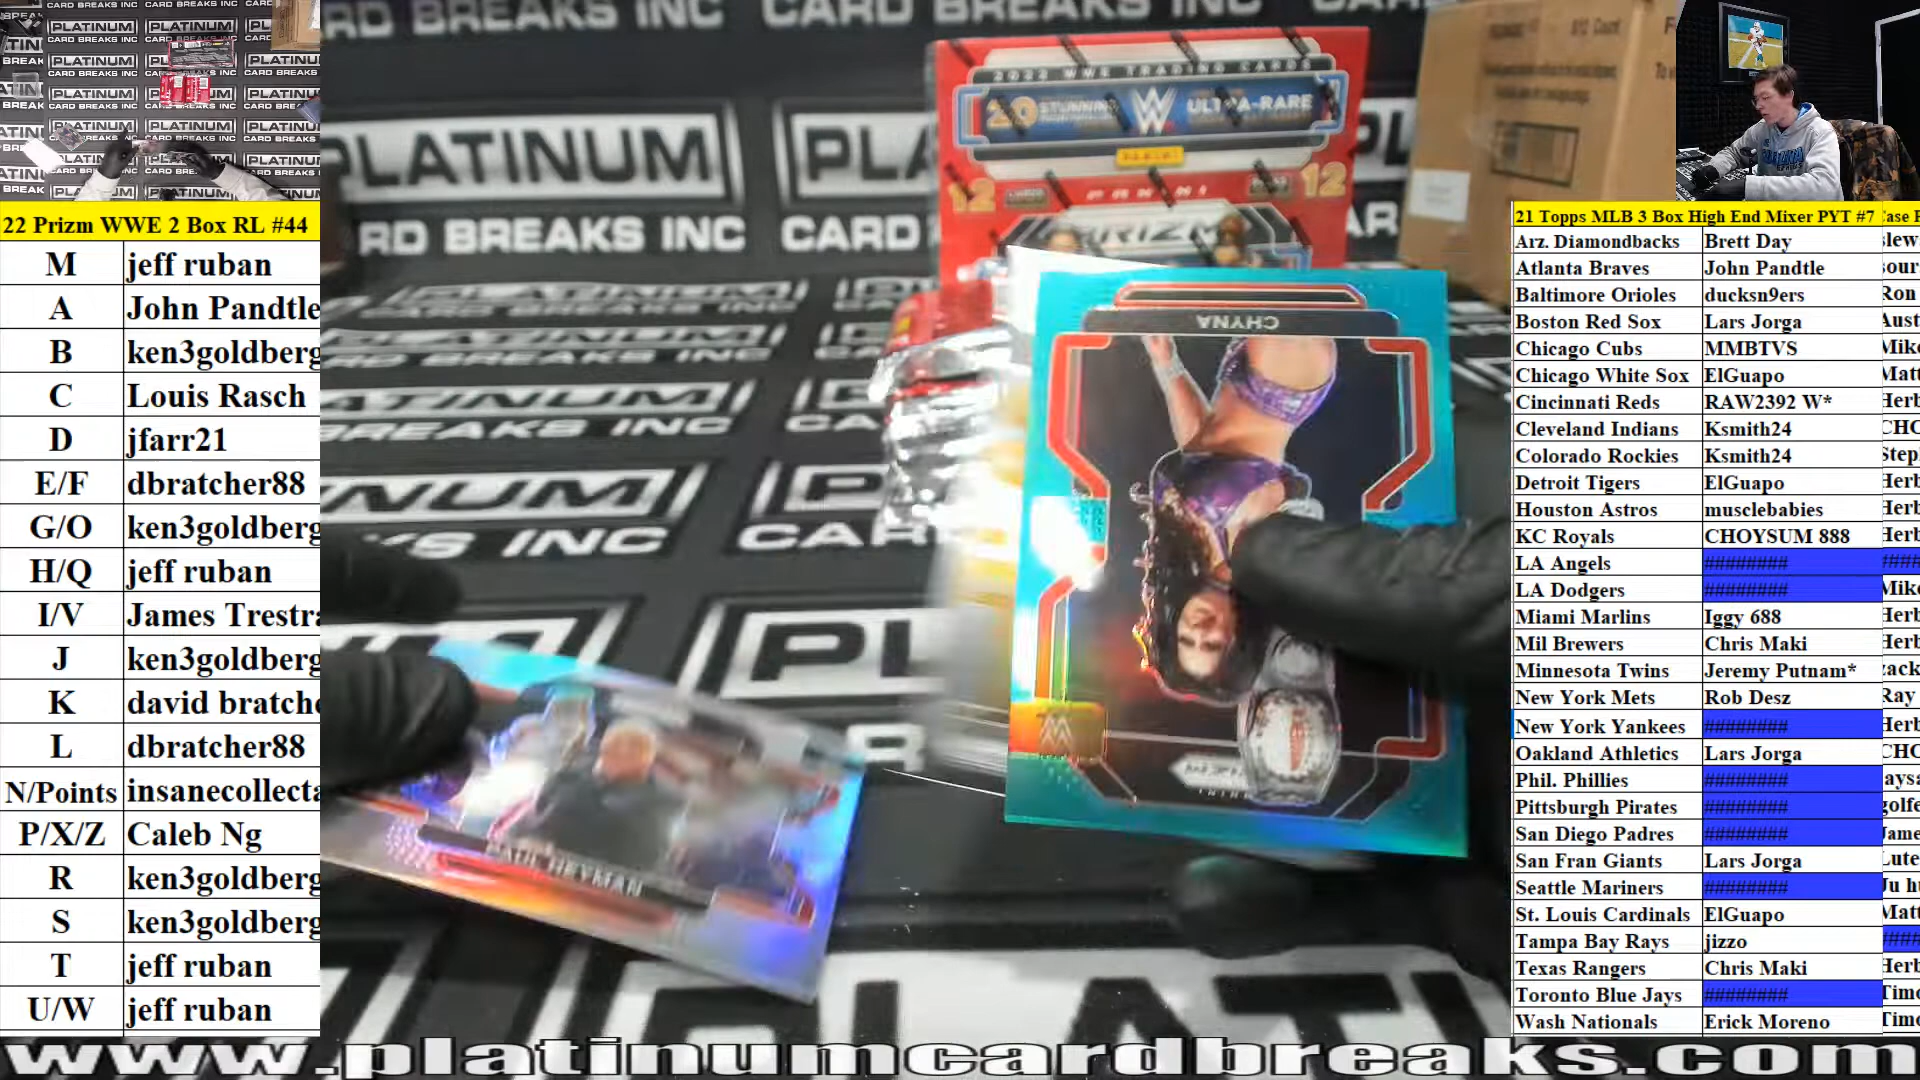 22 Prizm WWE 2 Box RL #44
M jeff ruban
A John Pandtle
B ken3goldberg
C Louis Rasch
D jfarr21
E/F dbratcher88
G/O ken3goldberg
H/Q jeff ruban
I/V James Trestra
J ken3goldberg
K david bratche
L dbratcher88
N/Points insanecollecta
P/X/Z Caleb Ng
R ken3goldberg
S ken3goldberg
T jeff ruban
U/W jeff ruban
PLATINUM
CARD BREAKS INC
2022 WWE TRADING CARDS
20 STUNNING W ULTRA-RARE
PANINI
12 PANINI 12
PRIZM
CHYNA
PAUL HEYMAN
21 Topps MLB 3 Box High End Mixer PYT #7
Arz. Diamondbacks Brett Day
Atlanta Braves John Pandtle
Baltimore Orioles ducksn9ers
Boston Red Sox Lars Jorga
Chicago Cubs MMBTVS
Chicago White Sox ElGuapo
Cincinnati Reds RAW2392 W*
Cleveland Indians Ksmith24
Colorado Rockies Ksmith24
Detroit Tigers ElGuapo
Houston Astros musclebabies
KC Royals CHOYSUM 888
LA Angels ########
LA Dodgers ########
Miami Marlins Iggy 688
Mil Brewers Chris Maki
Minnesota Twins Jeremy Putnam*
New York Mets Rob Desz
New York Yankees ########
Oakland Athletics Lars Jorga
Phil. Phillies ########
Pittsburgh Pirates ########
San Diego Padres ########
San Fran Giants Lars Jorga
Seattle Mariners ########
St. Louis Cardinals ElGuapo
Tampa Bay Rays jizzo
Texas Rangers Chris Maki
Toronto Blue Jays ########
Wash Nationals Erick Moreno
www.platinumcardbreaks.com